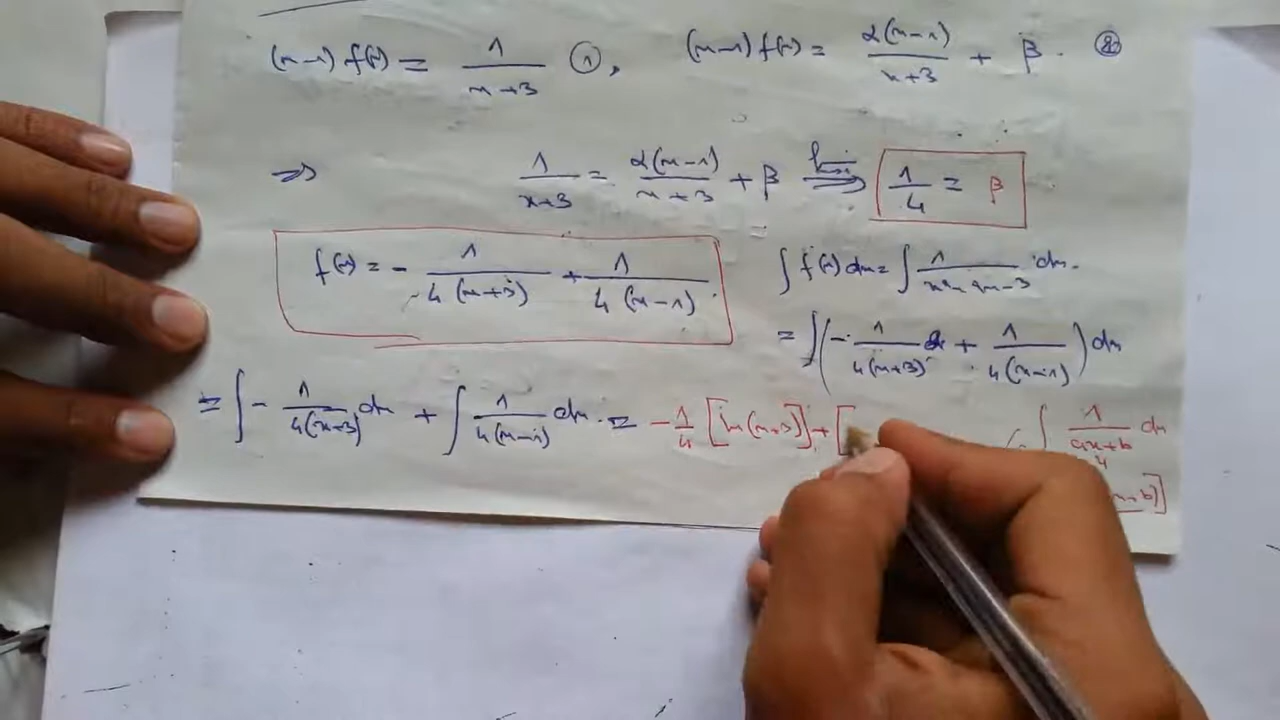 (x-1) f(x) = 1/(x+3) ①, (x-1) f(x) = α(x-1)/(x+3) + β. ②
=> 1/(x+3) = α(x-1)/(x+3) + β => 1/4 = β
f(x) = - 1/(4(x+3)) + 1/(4(x-1))
∫ f(x) dx = ∫ 1/(x²+2x-3) dx.
= ∫(- 1/(4(x+3)) + 1/(4(x-1))) dx
= ∫ - 1/(4(x+3)) dx + ∫ 1/(4(x-1)) dx. = -1/4 [ln(x+3)] + [
∫ 1/(ax+b) dx